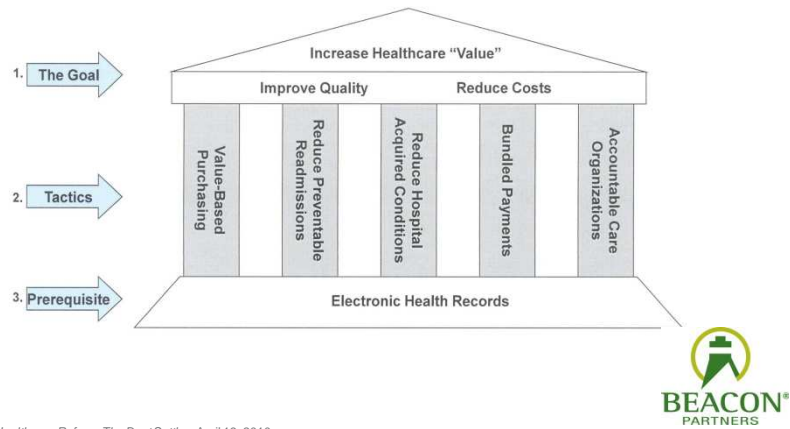 Increase Healthcare “Value”
1. The Goal
Improve Quality Reduce Costs
2. Tactics
Value-Based
Purchasing
Reduce Preventable
Readmissions
Reduce Hospital
Acquired Conditions
Bundled Payments
Accountable Care
Organizations
3. Prerequisite
Electronic Health Records
BEACON®
PARTNERS